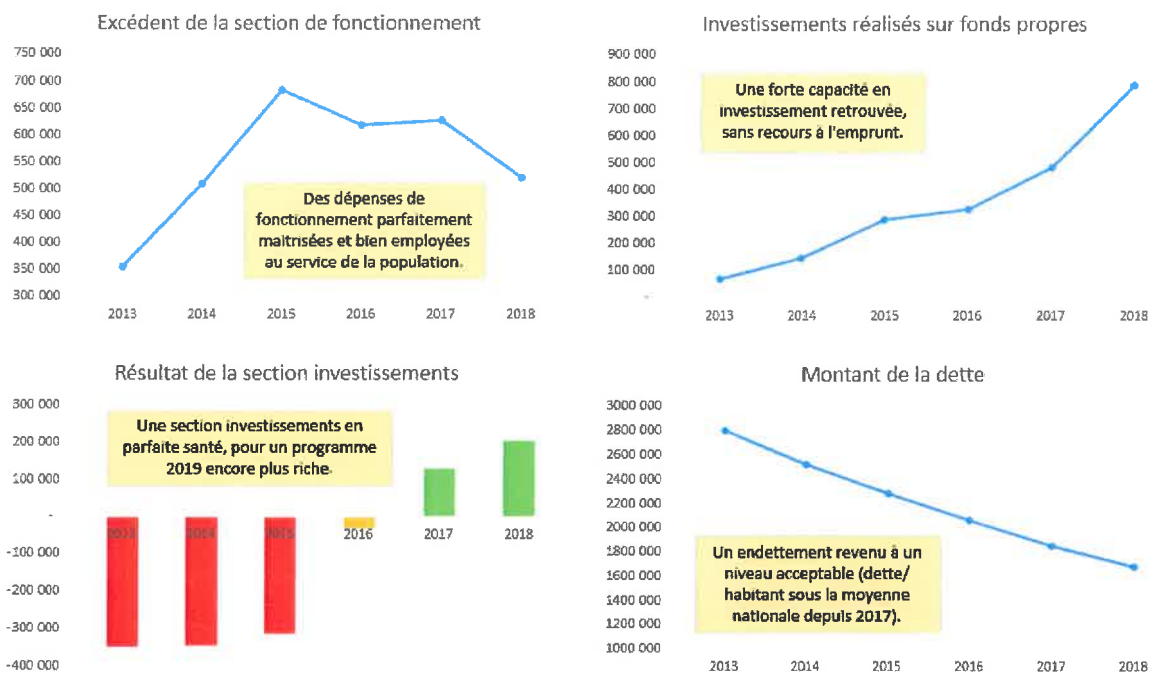 Excédent de la section de fonctionnement
750 000
700 000
650 000
600 000
550 000
500 000
450 000
400 000
350 000
300 000
Des dépenses de
fonctionnement parfaitement
maitrisées et bien employées
au service de la population.
2013 2014 2015 2016 2017 2018
Investissements réalisés sur fonds propres
900 000
800 000
700 000
600 000
500 000
400 000
300 000
200 000
100 000
-
Une forte capacité en
investissement retrouvée,
sans recours à l'emprunt.
2013 2014 2015 2016 2017 2018
Résultat de la section investissements
300 000
200 000
100 000
-
-100 000
-200 000
-300 000
-400 000
Une section investissements en
parfaite santé, pour un programme
2019 encore plus riche.
2013 2014 2015 2016 2017 2018
Montant de la dette
3000 000
2800 000
2600 000
2400 000
2200 000
2000 000
1800 000
1600 000
1400 000
1200 000
1000 000
Un endettement revenu à un
niveau acceptable (dette/
habitant sous la moyenne
nationale depuis 2017).
2013 2014 2015 2016 2017 2018